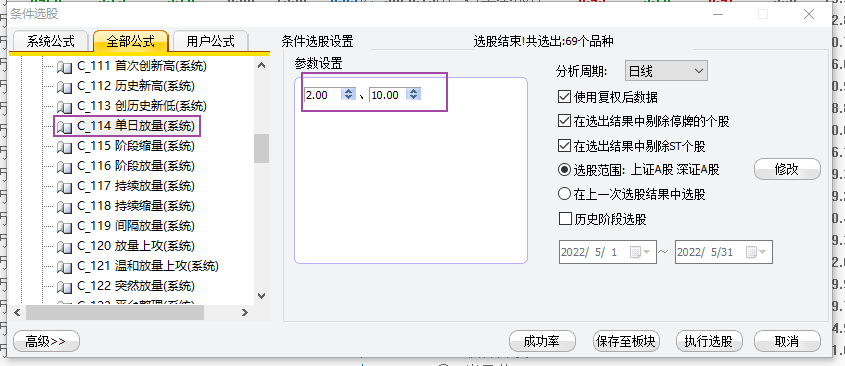 条件选股
系统公式 全部公式 用户公式
条件选股设置 选股结束!共选出:69个品种
C_111 首次创新高(系统)
C_112 历史新高(系统)
C_113 创历史新低(系统)
C_114 单日放量(系统)
C_115 阶段缩量(系统)
C_116 阶段放量(系统)
C_117 持续放量(系统)
C_118 持续缩量(系统)
C_119 间隔放量(系统)
C_120 放量上攻(系统)
C_121 温和放量上攻(系统)
C_122 突然放量(系统)
参数设置
2.00 、 10.00
分析周期: 日线
使用复权后数据
在选出结果中剔除停牌的个股
在选出结果中剔除ST个股
选股范围: 上证A股 深证A股 修改
在上一次选股结果中选股
历史阶段选股
2022/ 5/ 1 ~ 2022/ 5/31
高级>> 成功率 保存至板块 执行选股 取消